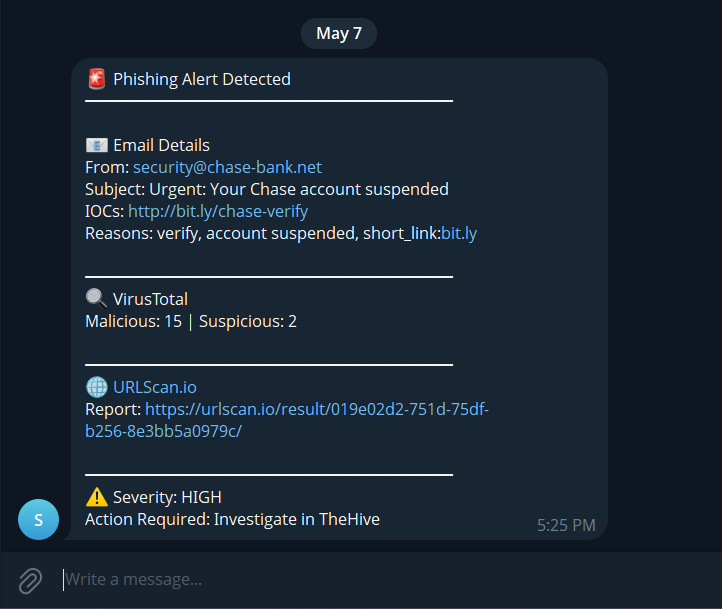 May 7
🚨 Phishing Alert Detected
📧 Email Details
From: security@chase-bank.net
Subject: Urgent: Your Chase account suspended
IOCs: http://bit.ly/chase-verify
Reasons: verify, account suspended, short_link:bit.ly
🔍 VirusTotal
Malicious: 15 | Suspicious: 2
🌐 URLScan.io
Report: https://urlscan.io/result/019e02d2-751d-75df-
b256-8e3bb5a0979c/
⚠️ Severity: HIGH
Action Required: Investigate in TheHive
5:25 PM
S
Write a message...